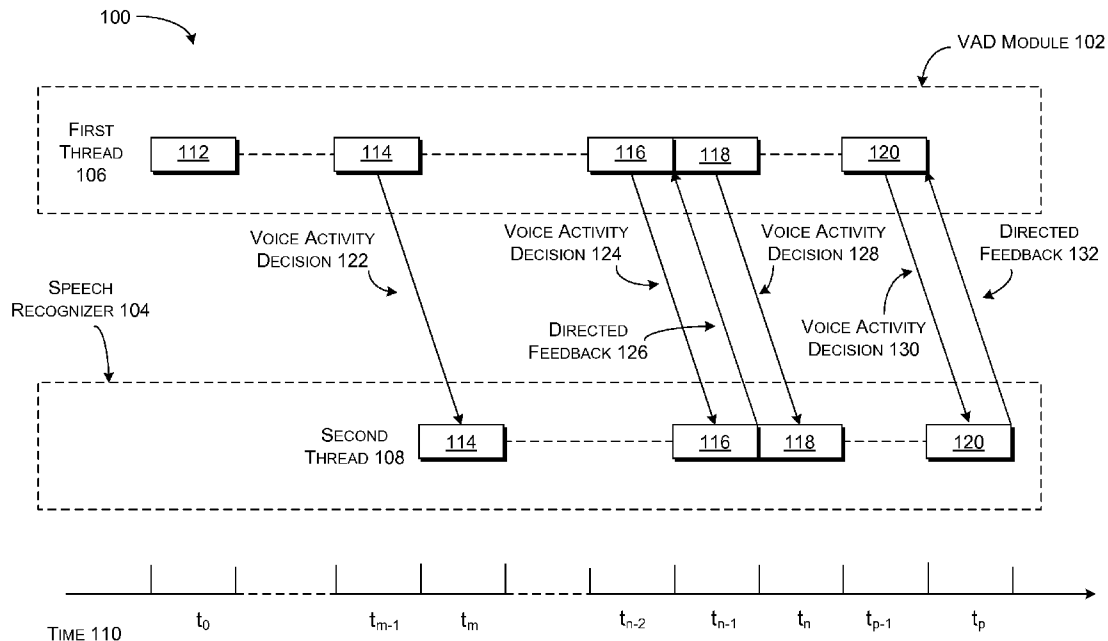 100
VAD MODULE 102
FIRST
THREAD 106
112
114
116
118
120
VOICE ACTIVITY
DECISION 122
VOICE ACTIVITY
DECISION 124
VOICE ACTIVITY
DECISION 128
DIRECTED
FEEDBACK 132
SPEECH
RECOGNIZER 104
DIRECTED
FEEDBACK 126
VOICE ACTIVITY
DECISION 130
SECOND
THREAD 108
114
116
118
120
t0
tm-1
tm
tn-2
tn-1
tn
tp-1
tp
TIME 110